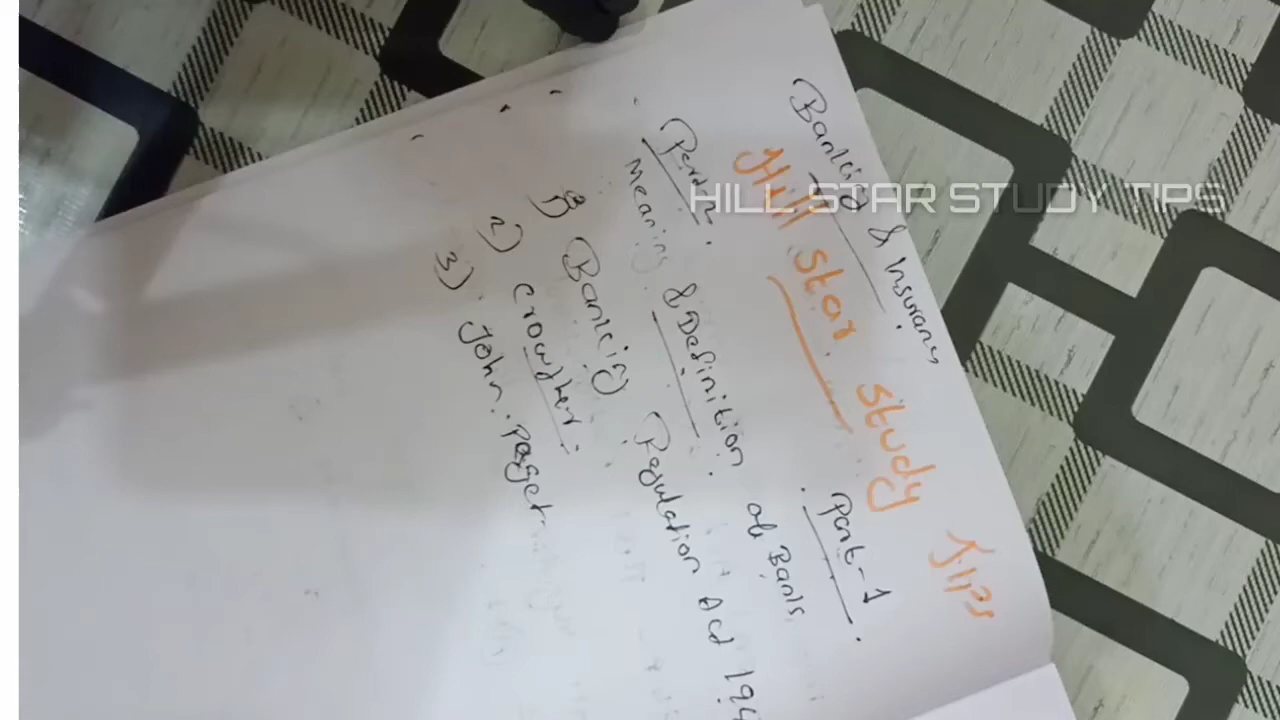 Banking & Insurance
Hill Star Study Tips
HILL STAR STUDY TIPS
Part-1
Meaning & Definition of Bank
1) Banking Regulation Act 194
2) Crowther
3) John Paget